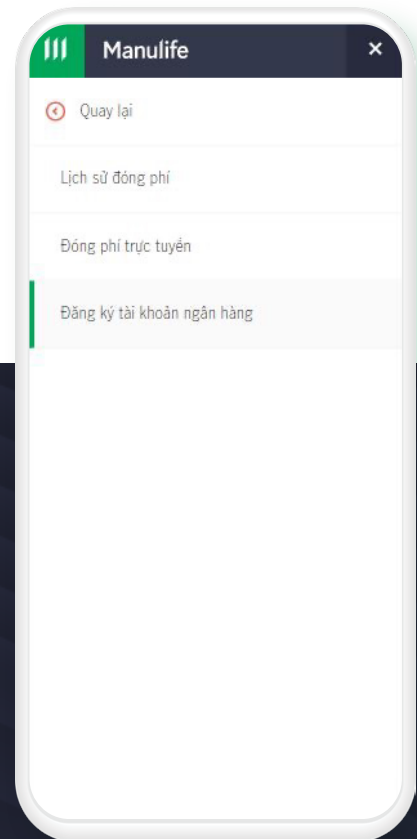 Manulife
Quay lại
Lịch sử đóng phí
Đóng phí trực tuyến
Đăng ký tài khoản ngân hàng